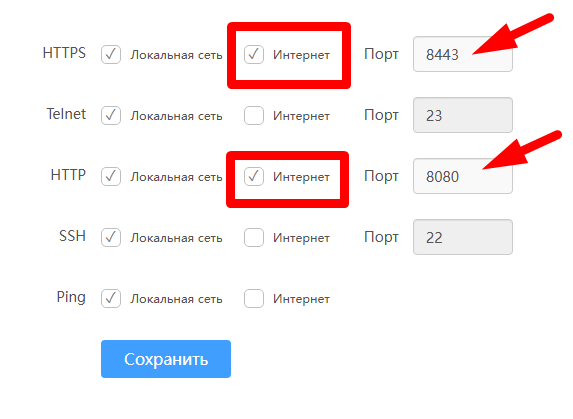 HTTPS Локальная сеть Интернет Порт 8443
Telnet Локальная сеть Интернет Порт 23
HTTP Локальная сеть Интернет Порт 8080
SSH Локальная сеть Интернет Порт 22
Ping Локальная сеть Интернет
Сохранить